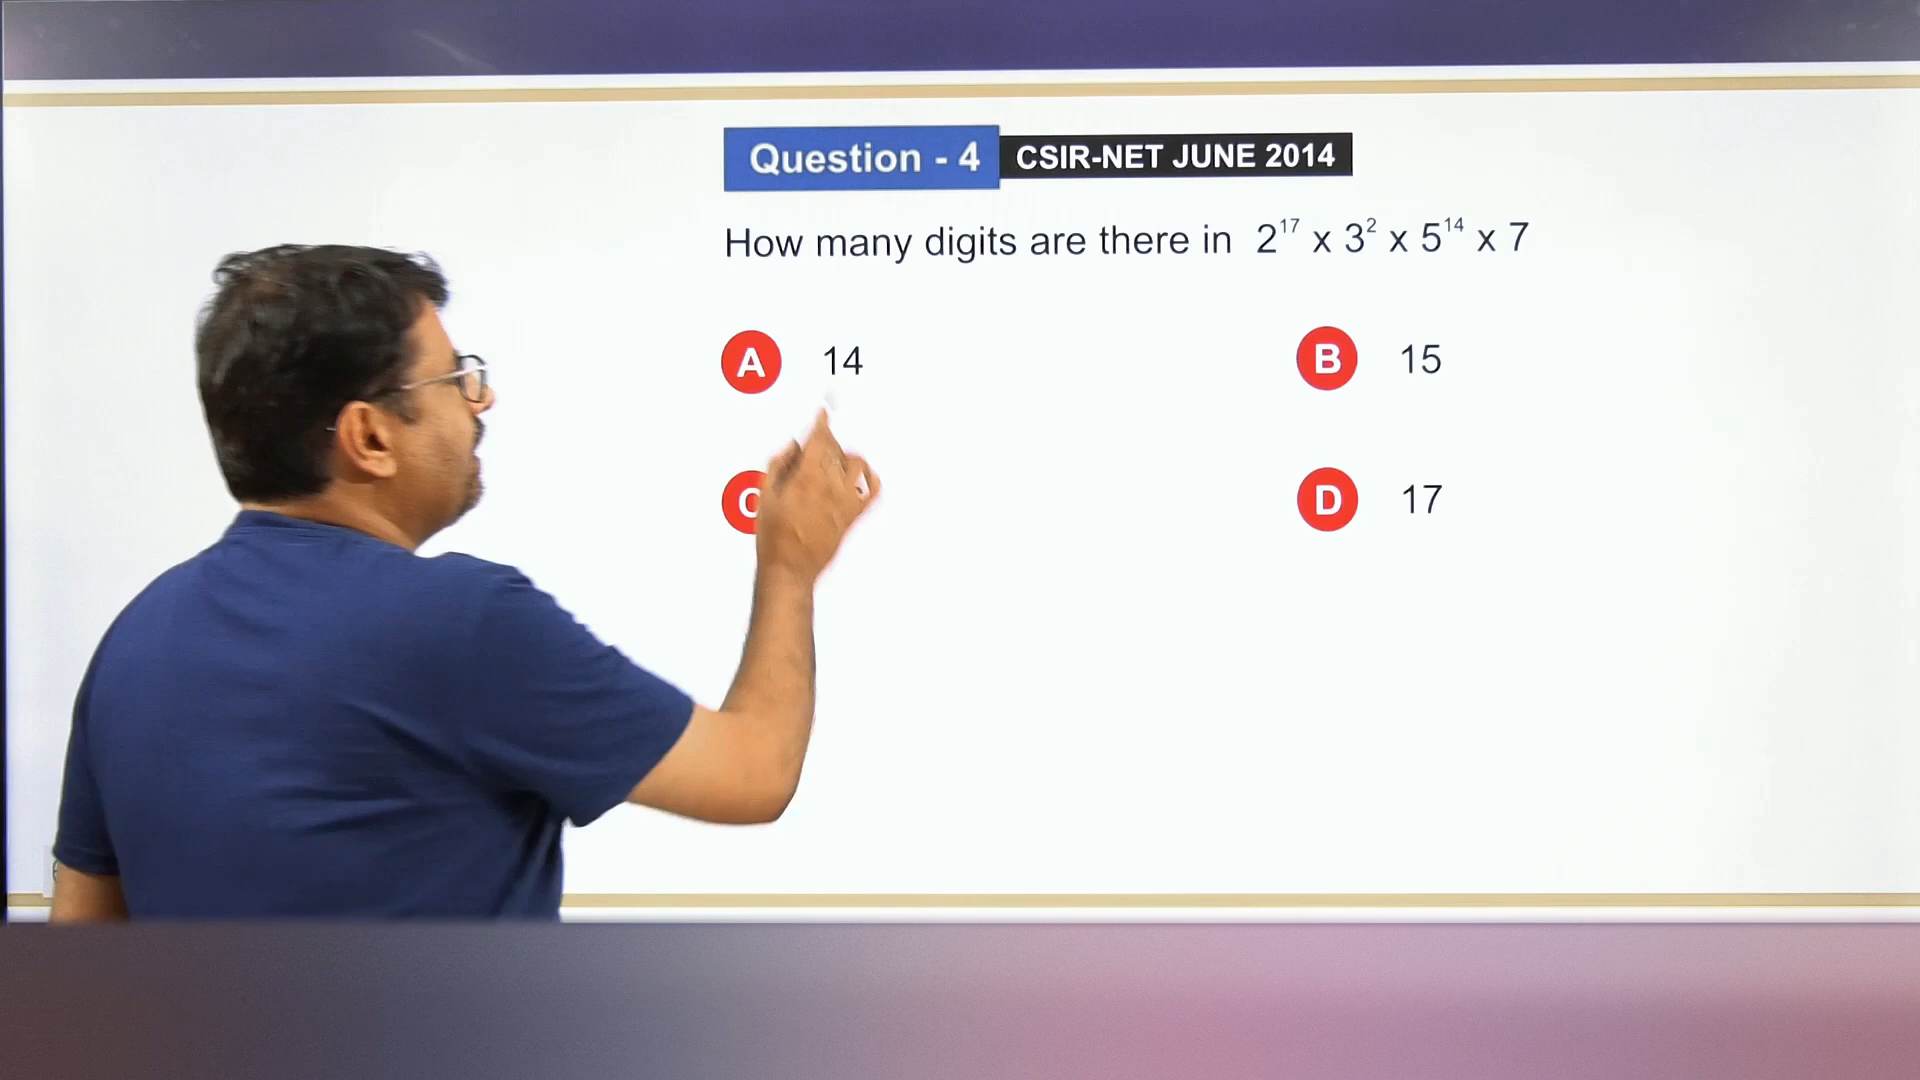 Question - 4 CSIR-NET JUNE 2014
How many digits are there in 2¹⁷ x 3² x 5¹⁴ x 7
A 14
B 15
C
D 17